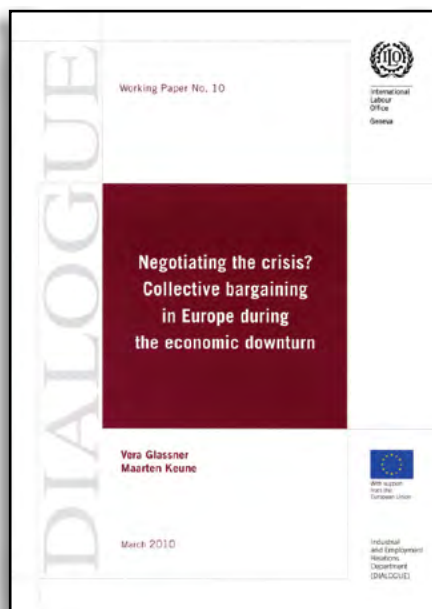 DIALOGUE
Working Paper No. 10
International
Labour
Office
Geneva
Negotiating the crisis?
Collective bargaining
in Europe during
the economic downturn
Vera Glassner
Maarten Keune
With support
from the
European Union
March 2010
Industrial
and Employment
Relations
Department
(DIALOGUE)